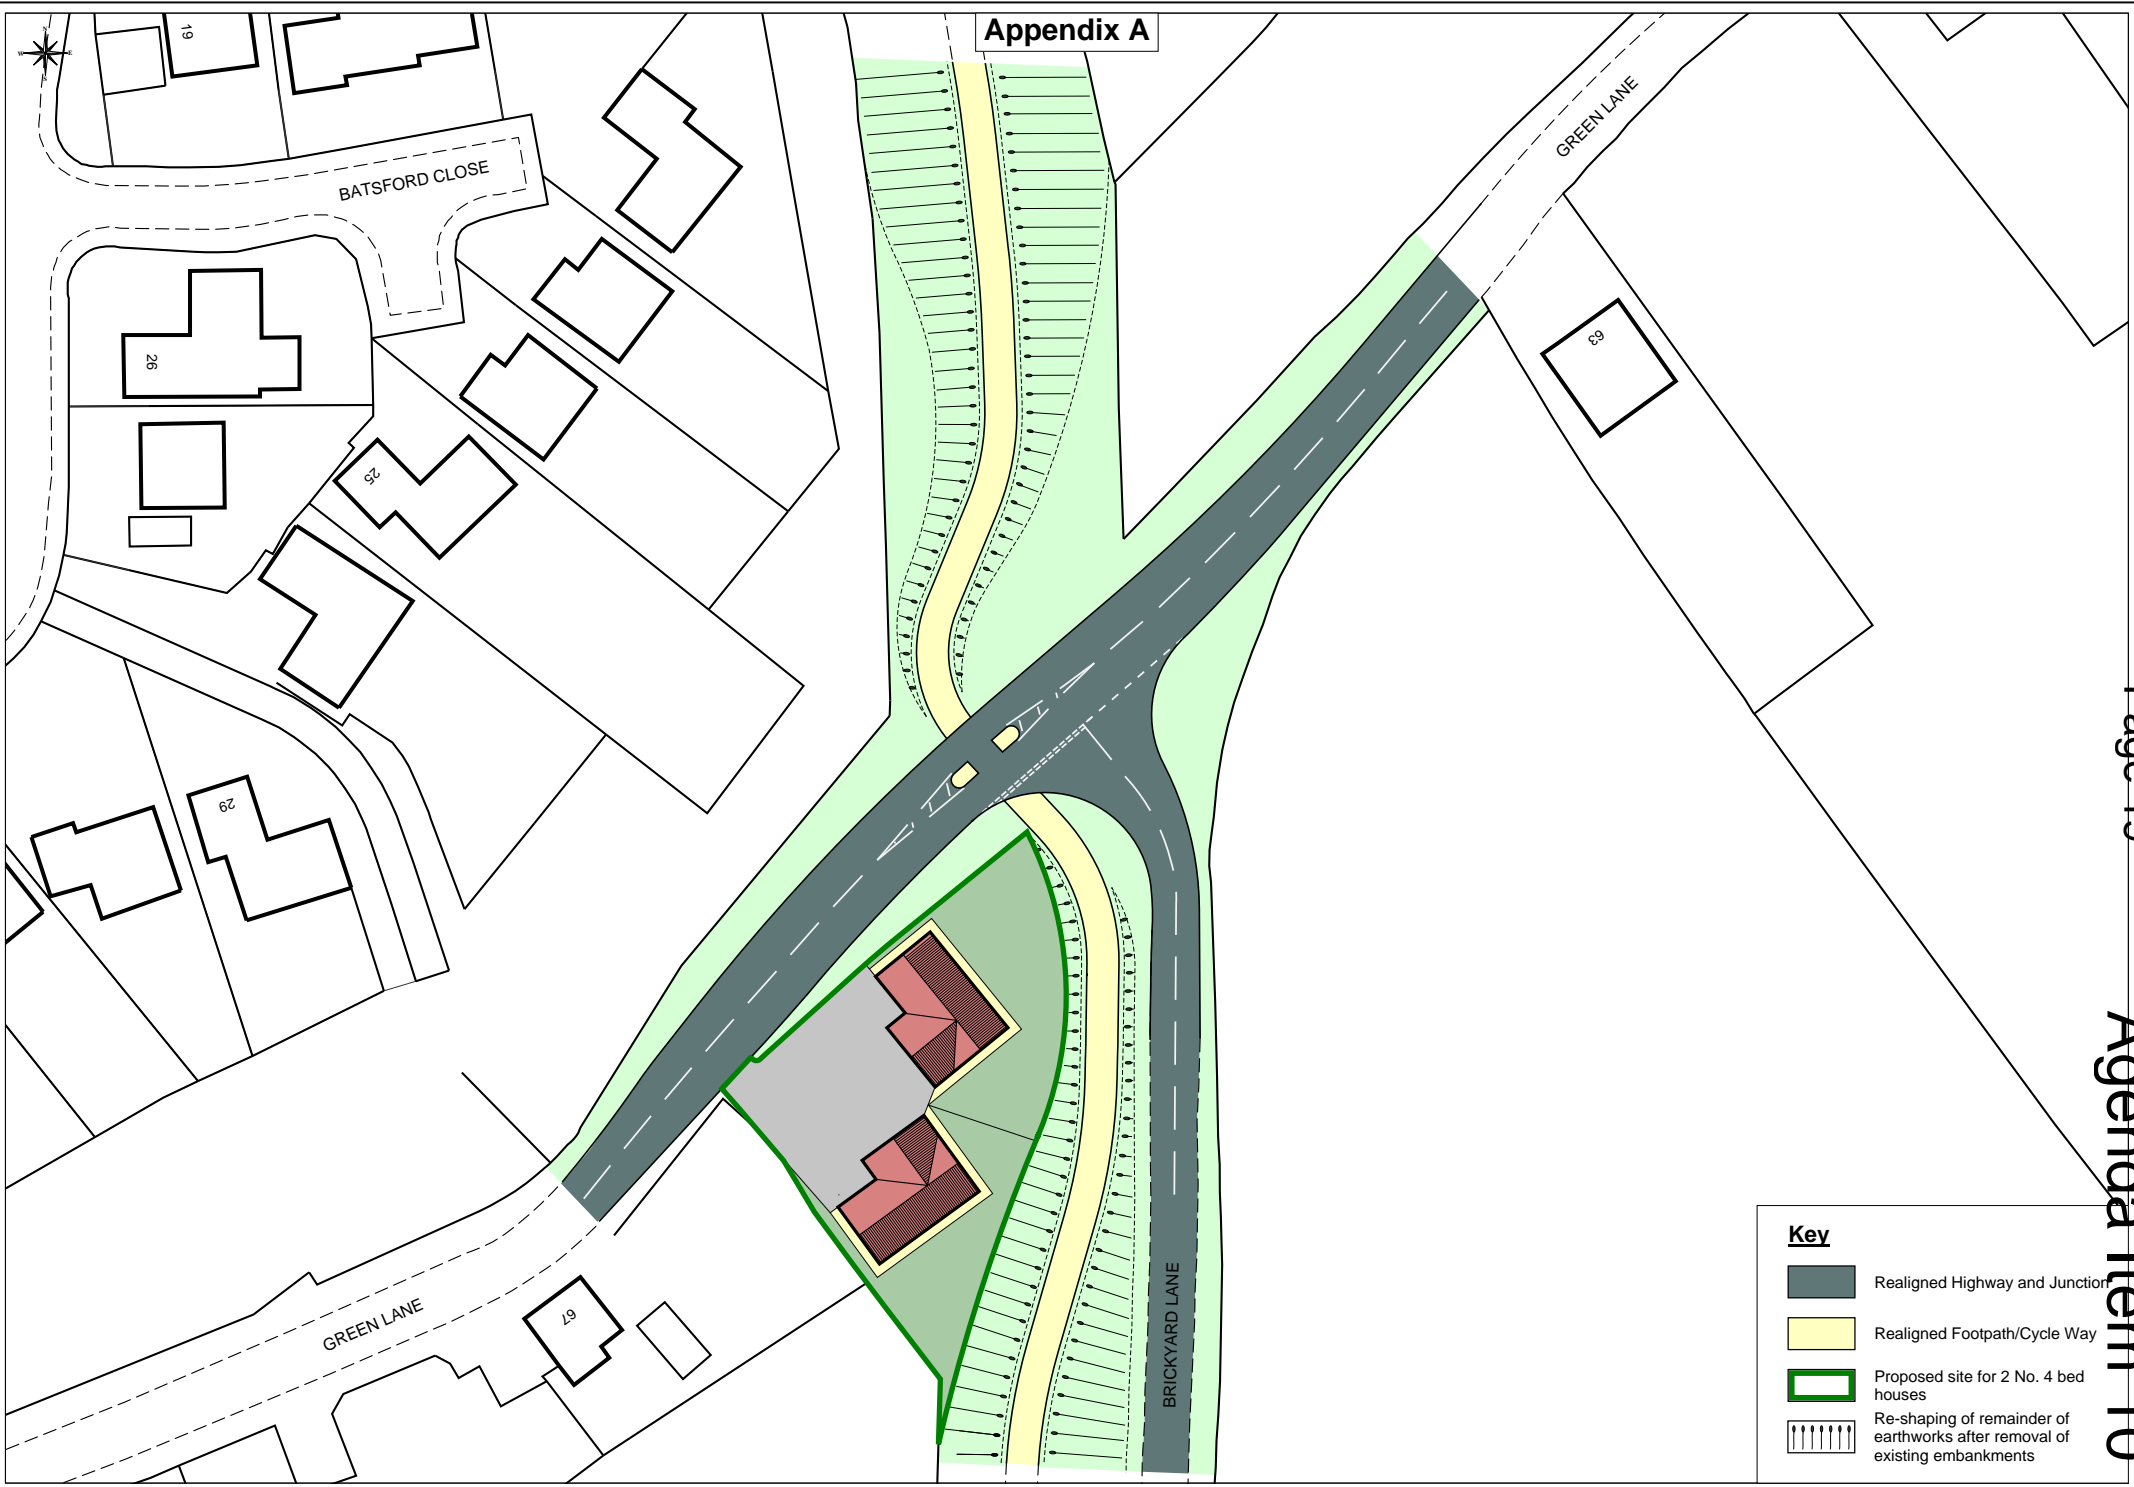 Appendix A
N
W
E
S
19
BATSFORD CLOSE
GREEN LANE
26
63
25
29
Page 15
Agenda Item 10
GREEN LANE
67
BRICKYARD LANE
Key
Realigned Highway and Junction
Realigned Footpath/Cycle Way
Proposed site for 2 No. 4 bed
houses
Re-shaping of remainder of
earthworks after removal of
existing embankments